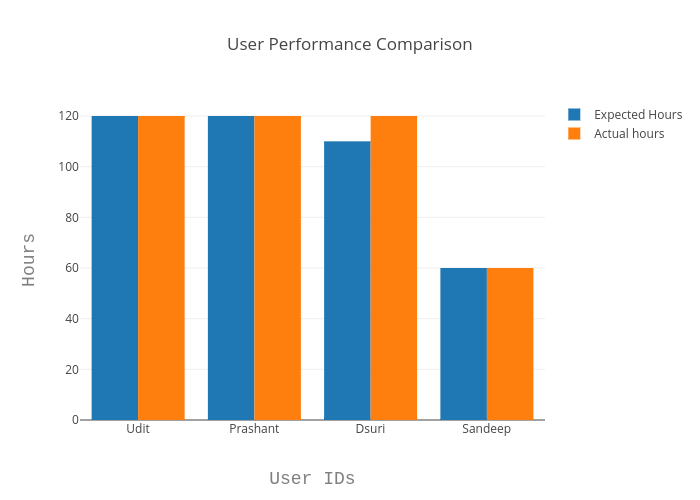 User Performance Comparison
Expected Hours
Actual hours
120
100
80
60
40
20
0
Hours
Udit
Prashant
Dsuri
Sandeep
User IDs